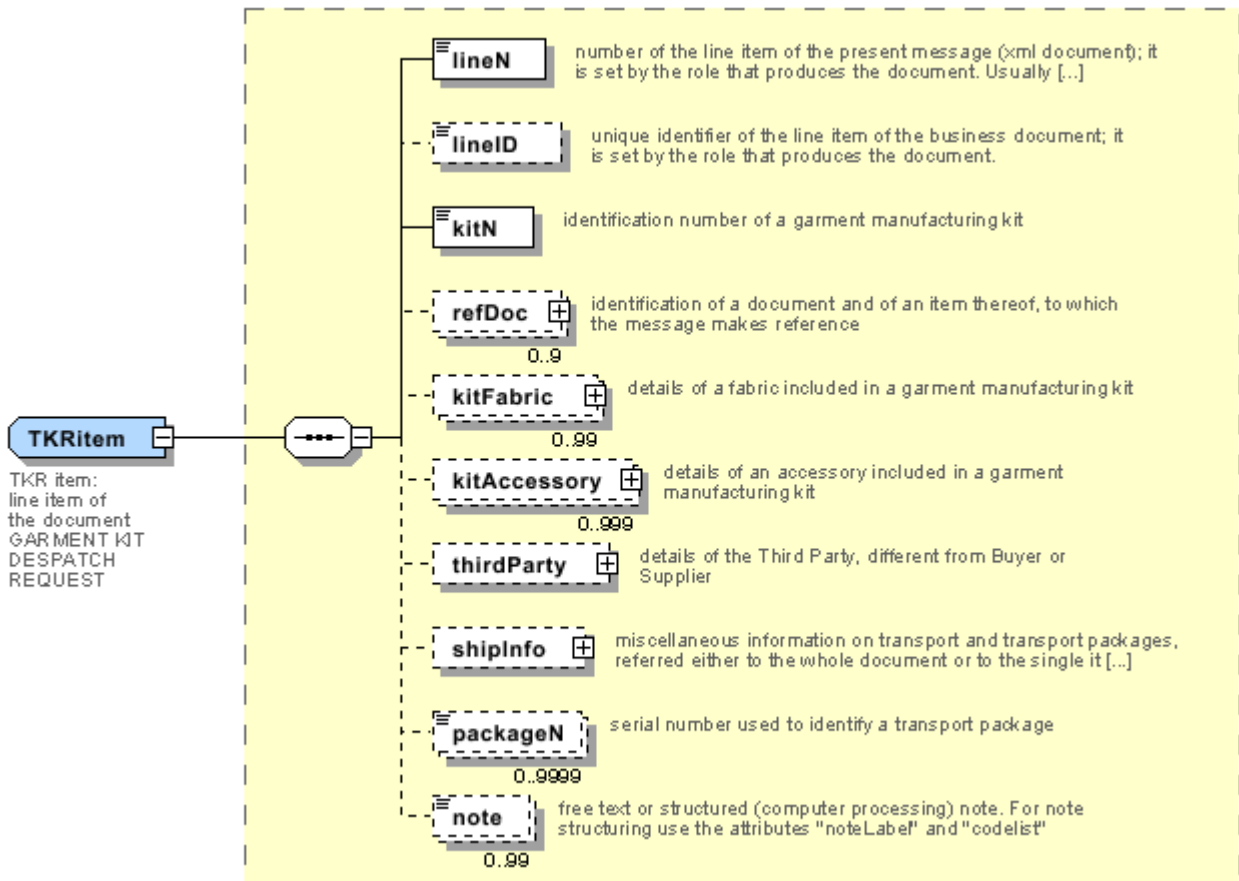 lineN
number of the line item of the present message (xml document); it
is set by the role that produces the document. Usually [...]
lineID
unique identifier of the line item of the business document; it
is set by the role that produces the document.
kitN
identification number of a garment manufacturing kit
refDoc
identification of a document and of an item thereof, to which
the message makes reference
0..9
kitFabric
details of a fabric included in a garment manufacturing kit
0..99
TKRitem
TKR item:
line item of
the document
GARMENT KIT
DESPATCH
REQUEST
kitAccessory
details of an accessory included in a garment
manufacturing kit
0..999
thirdParty
details of the Third Party, different from Buyer or
Supplier
shipInfo
miscellaneous information on transport and transport packages,
referred either to the whole document or to the single it [...]
packageN
serial number used to identify a transport package
0..9999
note
free text or structured (computer processing) note. For note
structuring use the attributes "noteLabel" and "codelist"
0..99